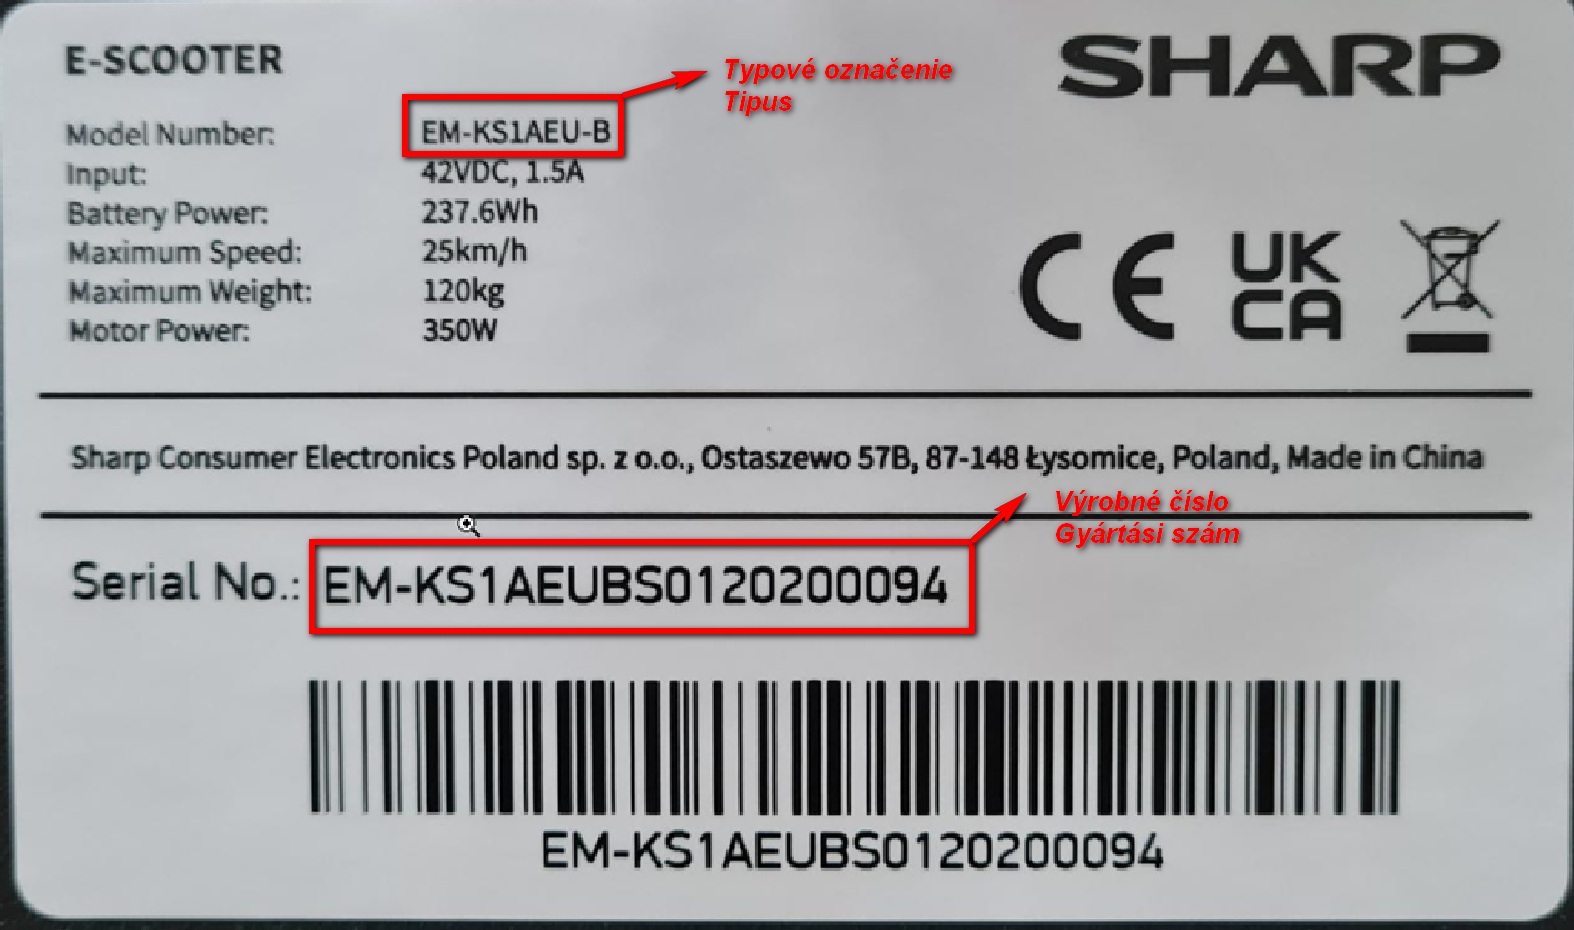 E-SCOOTER
SHARP
Typové označenie
Tipus
Model Number: EM-KS1AEU-B
Input: 42VDC, 1.5A
Battery Power: 237.6Wh
Maximum Speed: 25km/h
Maximum Weight: 120kg
Motor Power: 350W
CE
UK
CA
Sharp Consumer Electronics Poland sp. z o.o., Ostaszewo 57B, 87-148 Łysomice, Poland, Made in China
Výrobné číslo
Gyártási szám
Serial No.: EM-KS1AEUBS0120200094
EM-KS1AEUBS0120200094